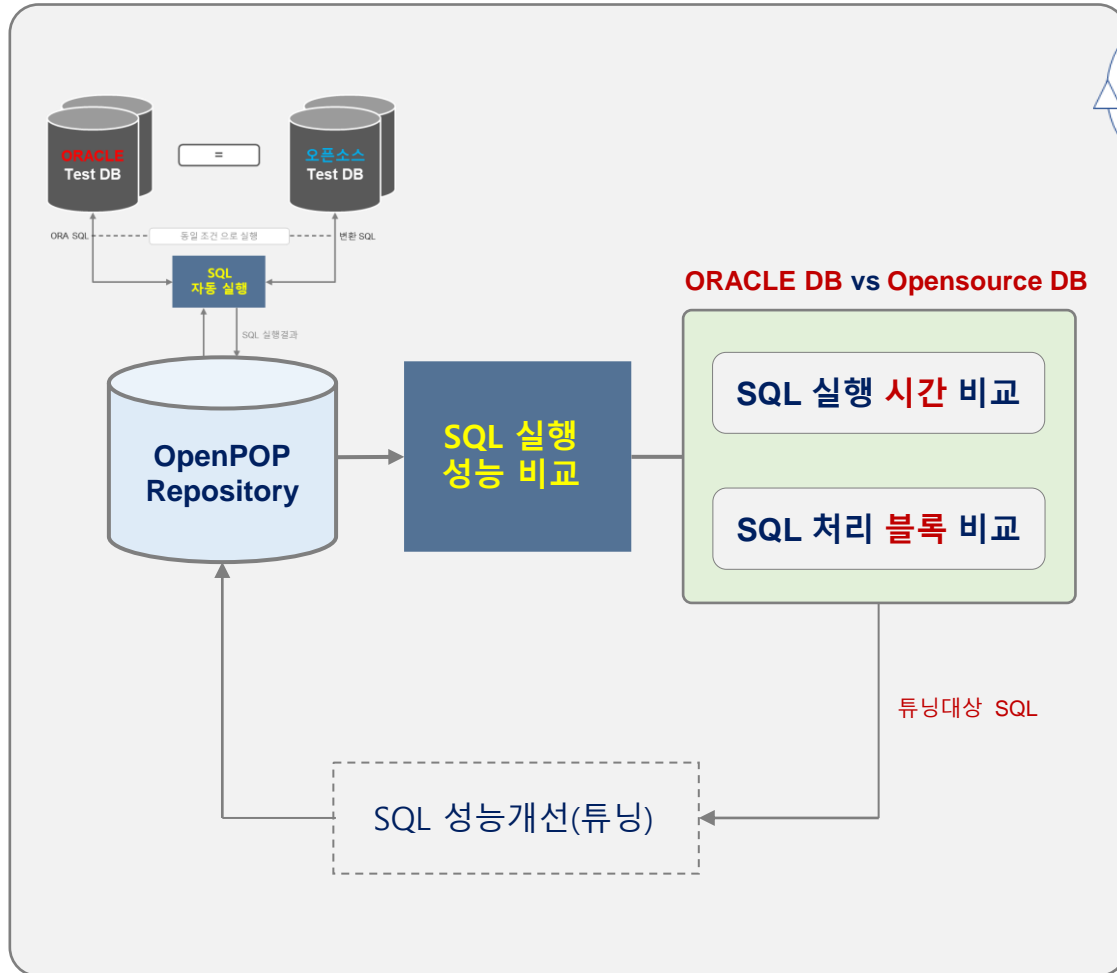 ORACLE
Test DB
=
오픈소스
Test DB
ORA SQL
동일 조건 으로 실행
변환 SQL
SQL
자동 실행
SQL 실행결과
OpenPOP
Repository
SQL 실행
성능 비교
ORACLE DB vs Opensource DB
SQL 실행 시간 비교
SQL 처리 블록 비교
튜닝대상 SQL
SQL 성능개선(튜닝)